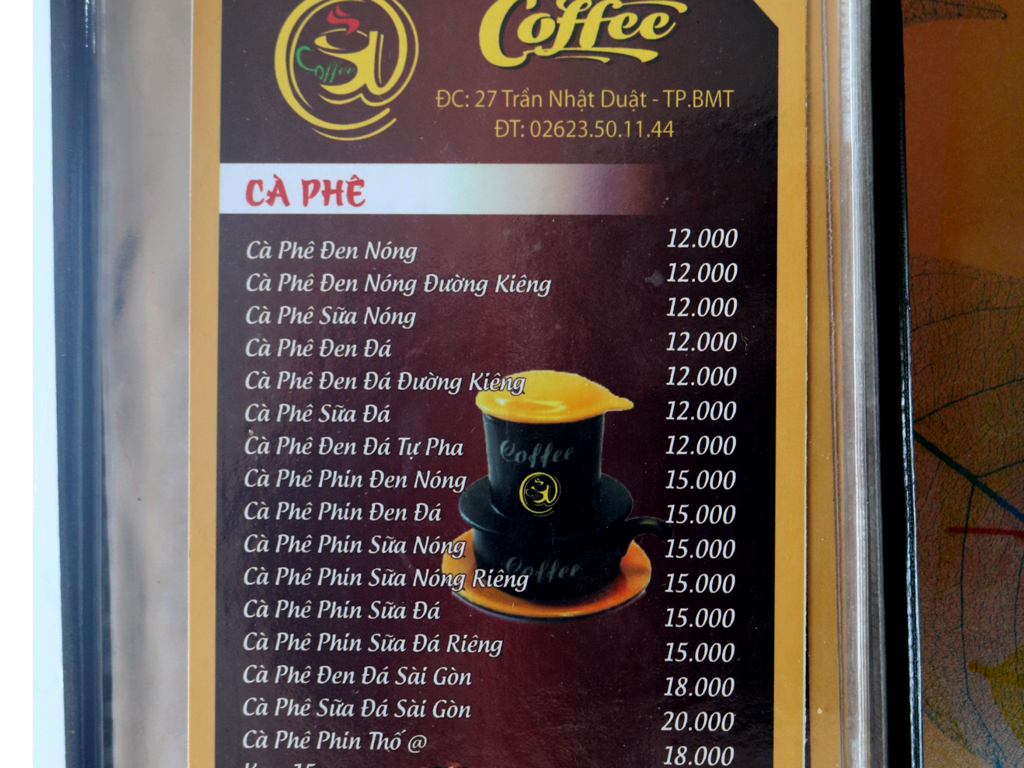 Coffee
Coffee
ĐC: 27 Trần Nhật Duật - TP.BMT
ĐT: 02623.50.11.44
CÀ PHÊ
Cà Phê Đen Nóng 12.000
Cà Phê Đen Nóng Đường Kiêng 12.000
Cà Phê Sữa Nóng 12.000
Cà Phê Đen Đá 12.000
Cà Phê Đen Đá Đường Kiêng 12.000
Cà Phê Sữa Đá 12.000
Cà Phê Đen Đá Tự Pha 12.000
Cà Phê Phin Đen Nóng 15.000
Cà Phê Phin Đen Đá 15.000
Cà Phê Phin Sữa Nóng 15.000
Cà Phê Phin Sữa Nóng Riêng 15.000
Cà Phê Phin Sữa Đá 15.000
Cà Phê Phin Sữa Đá Riêng 15.000
Cà Phê Đen Đá Sài Gòn 18.000
Cà Phê Sữa Đá Sài Gòn 20.000
Cà Phê Phin Thố @ 18.000
Coffee
Coffee